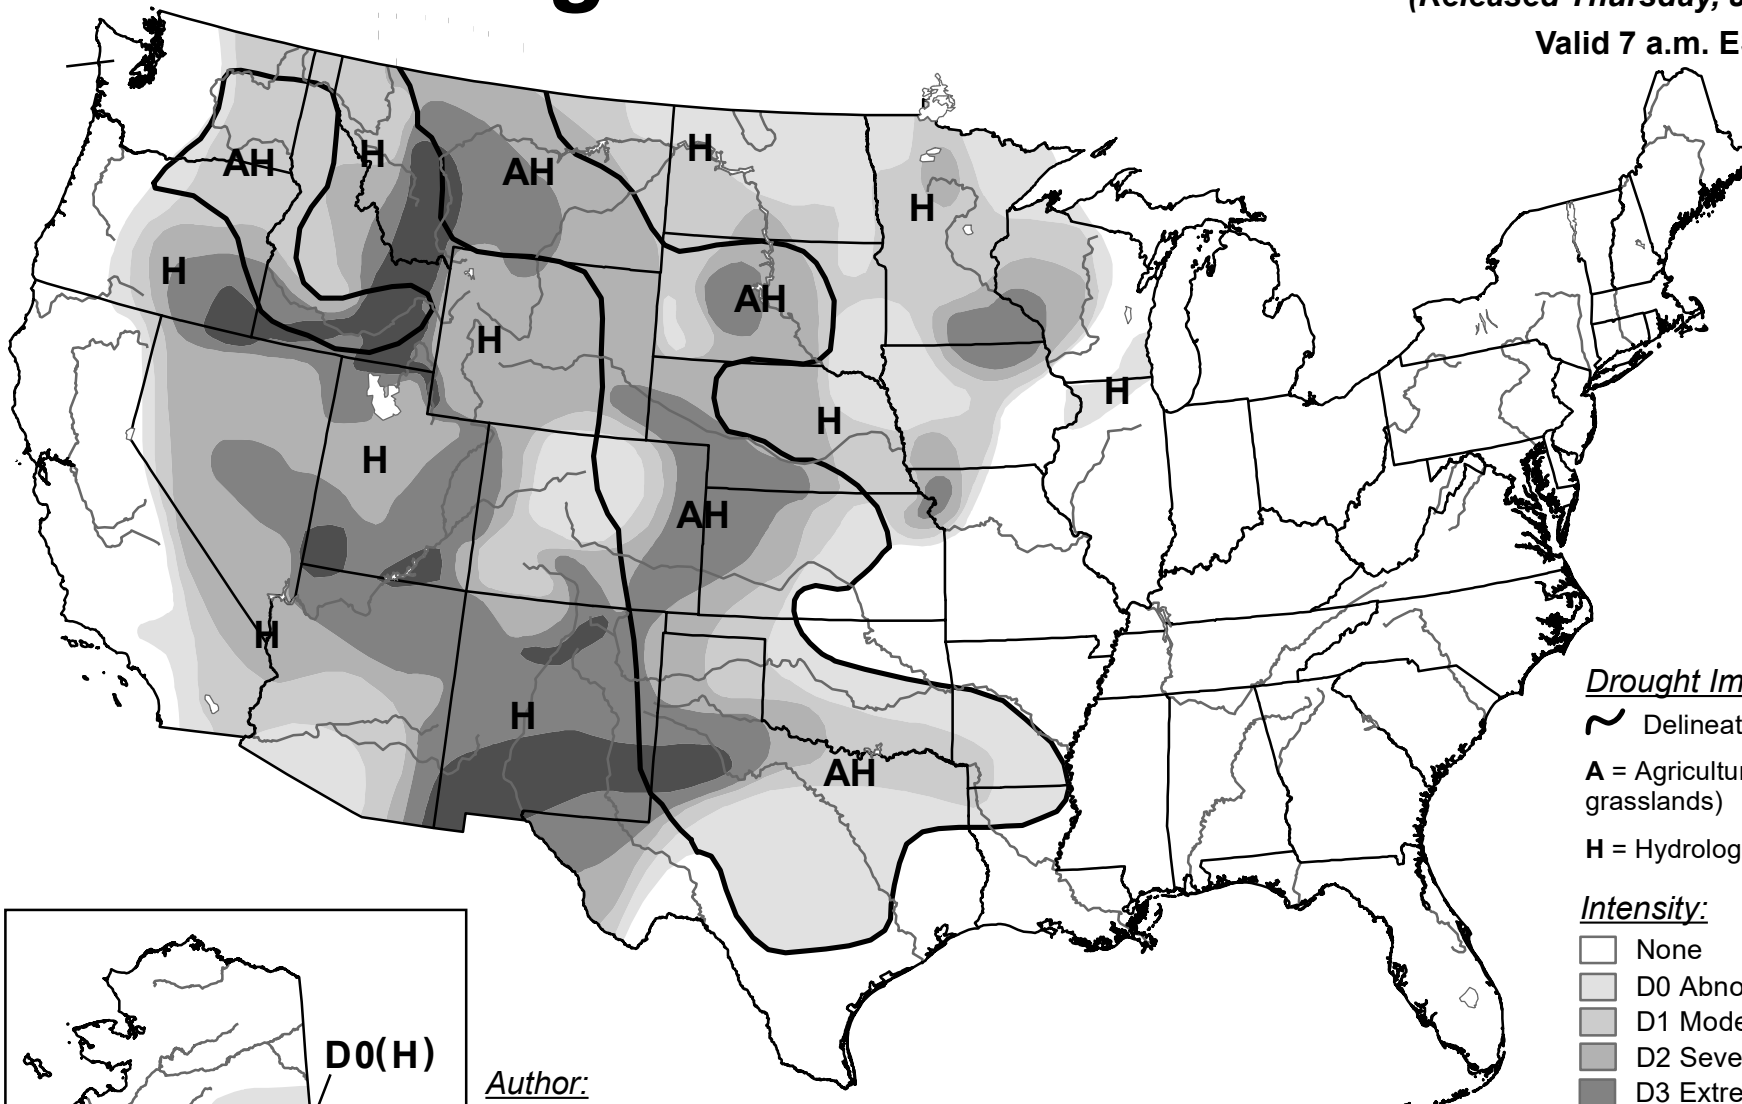 g
(Released Thursday,
Valid 7 a.m. E
H
AH
H
AH
H
H
AH
H
H
H
H
AH
H
H
H
AH
Drought Im
Delineat
A = Agricultur
grasslands)
H = Hydrolog
Intensity:
None
D0 Abno
D1 Mode
D2 Seve
D3 Extre
D0(H)
Author: